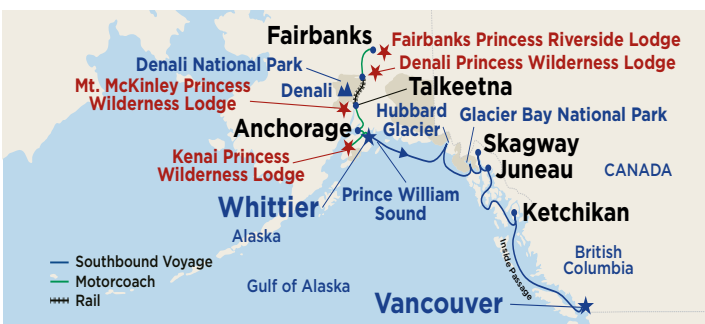 Fairbanks
Fairbanks Princess Riverside Lodge
Denali National Park
Denali Princess Wilderness Lodge
Mt. McKinley Princess
Wilderness Lodge
Denali
Talkeetna
Hubbard
Glacier
Glacier Bay National Park
Anchorage
Skagway
Kenai Princess
Wilderness Lodge
Juneau
CANADA
Whittier
Prince William
Sound
Ketchikan
Alaska
Southbound Voyage
Motorcoach
Rail
Gulf of Alaska
Inside Passage
British
Columbia
Vancouver